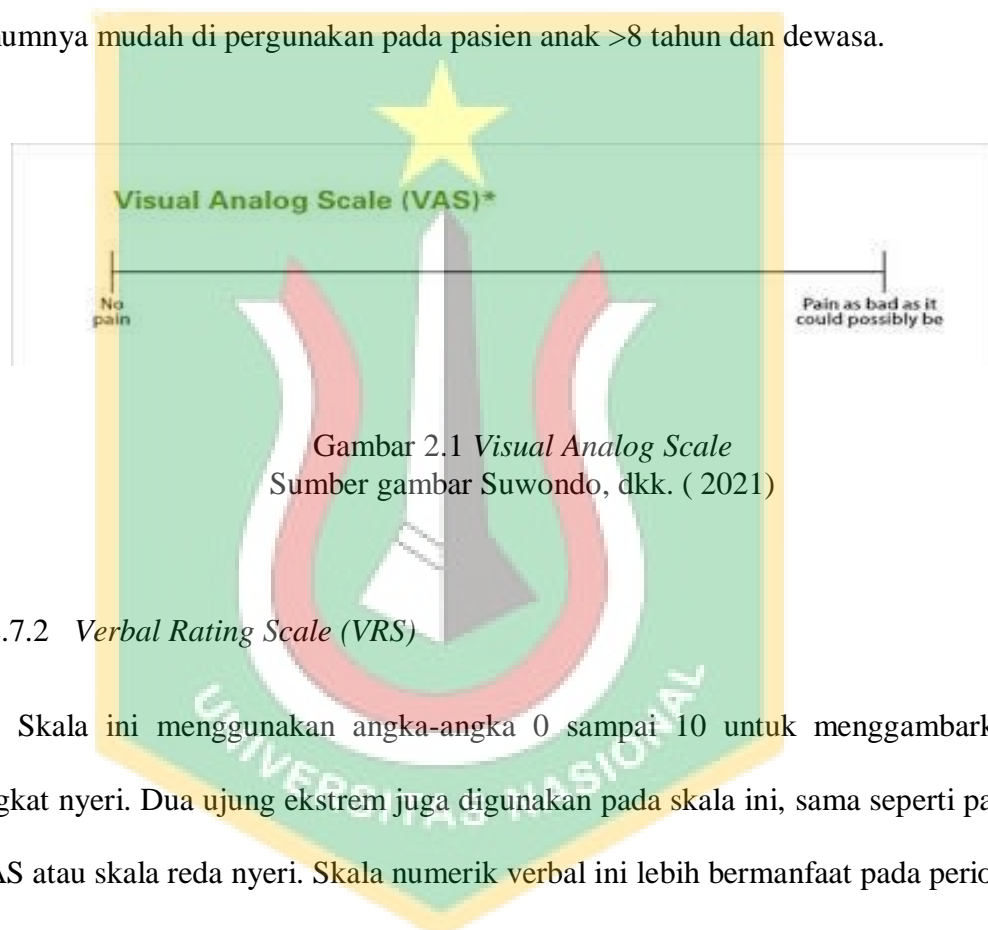 mudah di pergunakan pada pasien anak >8 tahun dan dewasa.
Visual Analog Scale (VAS)*
No
pain
Pain as bad as it
could possibly be
Gambar 2.1 Visual Analog Scale
Sumber gambar Suwondo, dkk. ( 2021)
.7.2 Verbal Rating Scale (VRS)
Skala ini menggunakan angka-angka 0 sampai 10 untuk menggambark
gkat nyeri. Dua ujung ekstrem juga digunakan pada skala ini, sama seperti pa
AS atau skala reda nyeri. Skala numerik verbal ini lebih bermanfaat pada perio
UNIVERSITAS NASIONAL